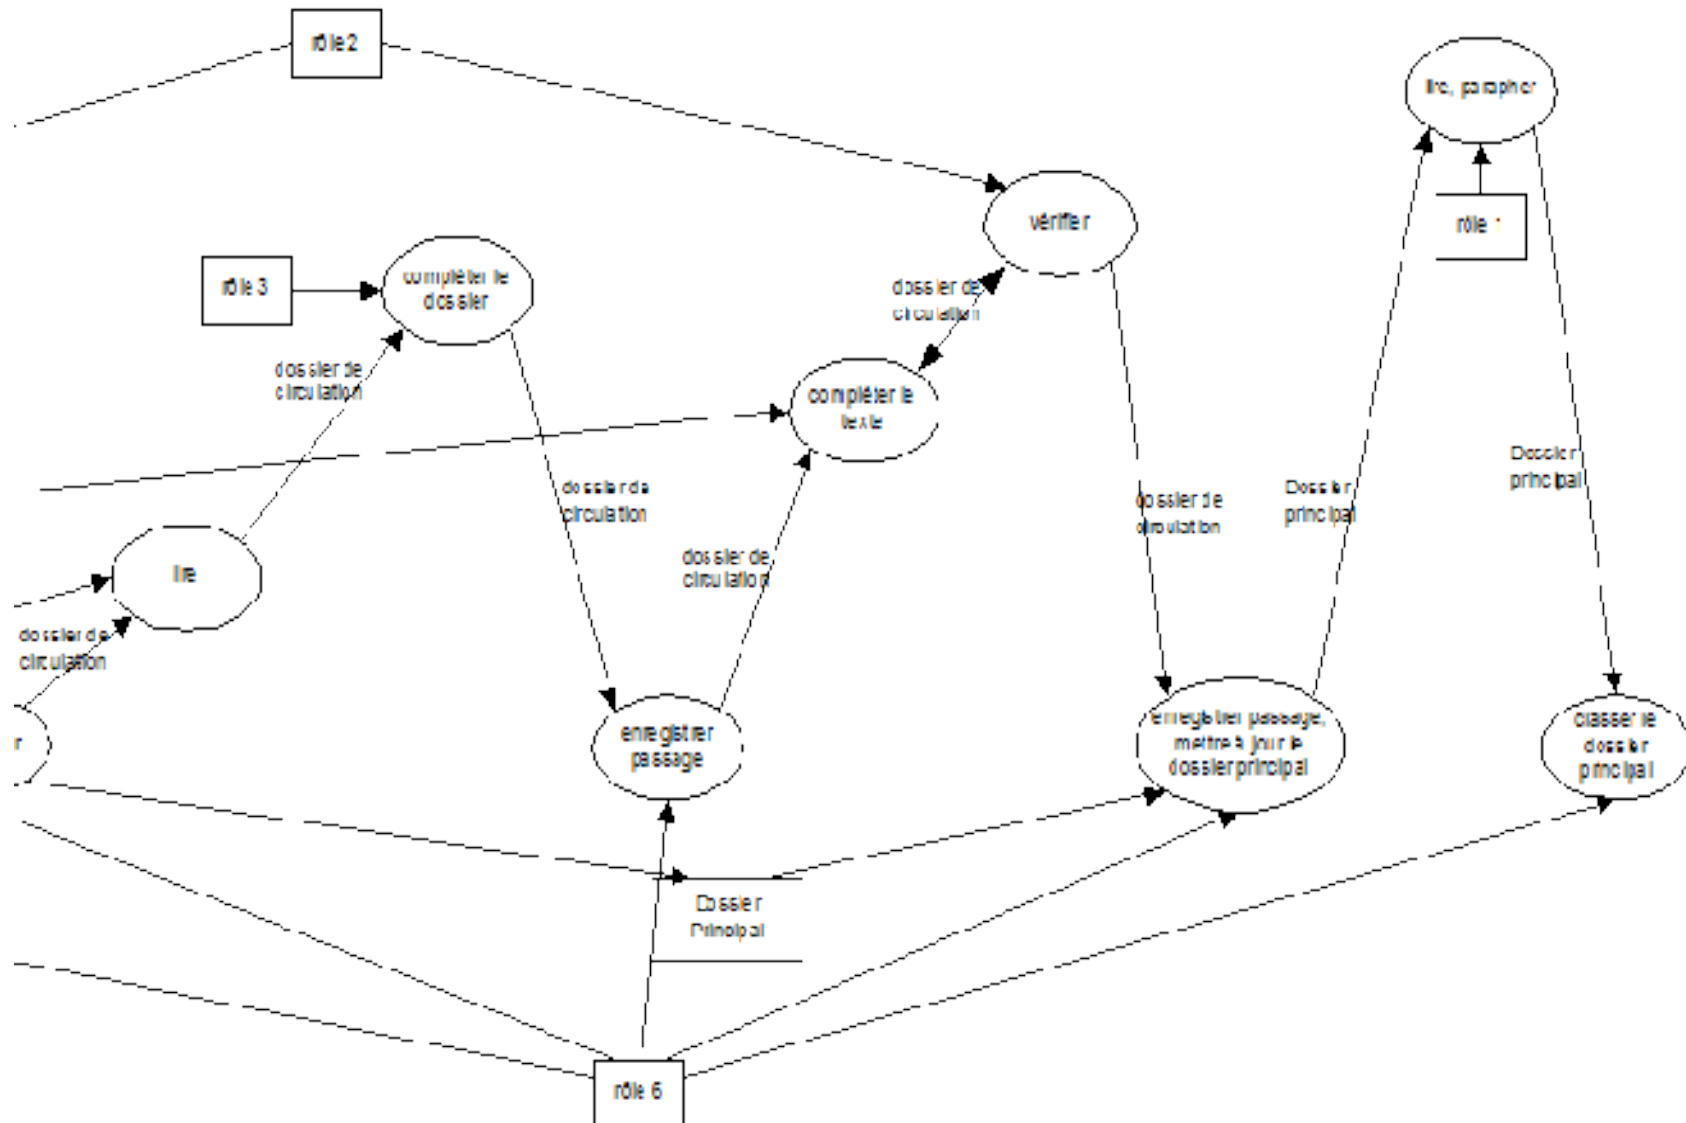 rôle 2
lire, parapher
vérifier
rôle 1
rôle 3
compléter le
dossier
dossier de
circulation
dossier de
circulation
compléter le
texte
Dossier
principal
dossier de
circulation
Dossier
principal
dossier de
circulation
dossier de
circulation
lire
dossier de
circulation
r
enregistrer
passage
enregistrer passage,
mettre à jour le
dossier principal
classer le
dossier
principal
Dossier
Principal
rôle 6